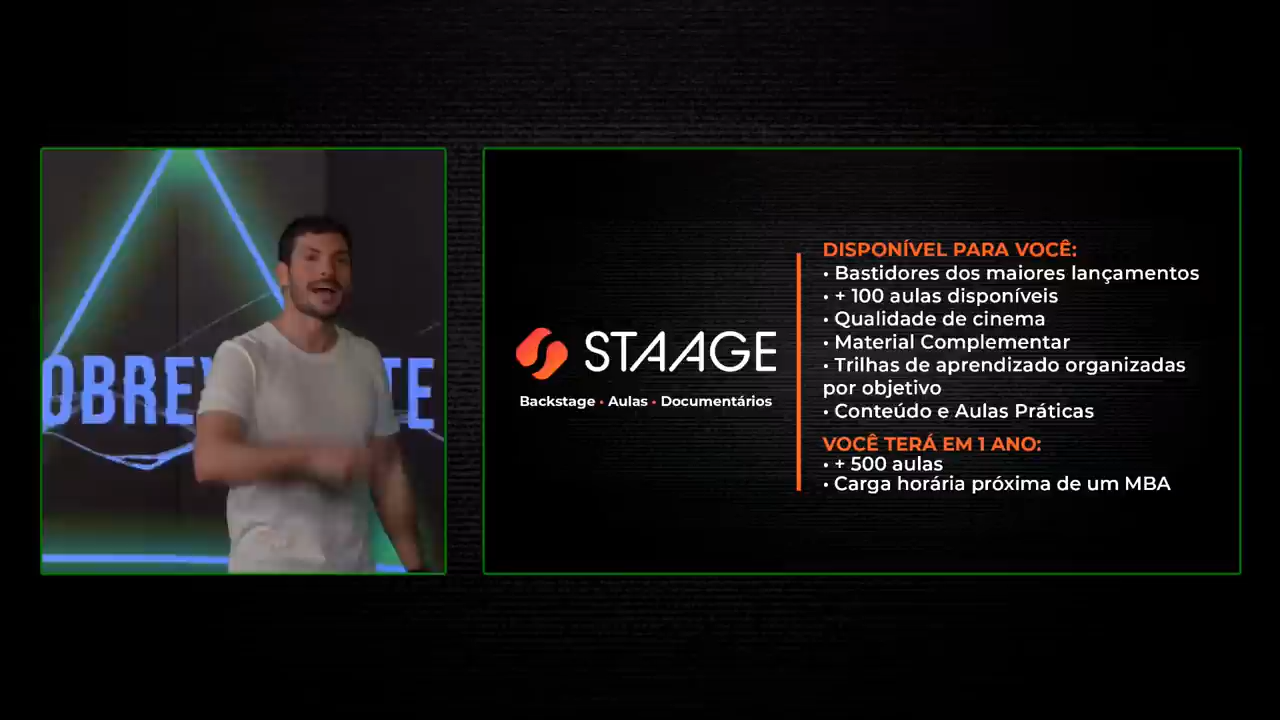 OBREV
TE
STAAGE
Backstage • Aulas • Documentários
DISPONÍVEL PARA VOCÊ:
• Bastidores dos maiores lançamentos
• + 100 aulas disponíveis
• Qualidade de cinema
• Material Complementar
• Trilhas de aprendizado organizadas
por objetivo
• Conteúdo e Aulas Práticas
VOCÊ TERÁ EM 1 ANO:
• + 500 aulas
• Carga horária próxima de um MBA